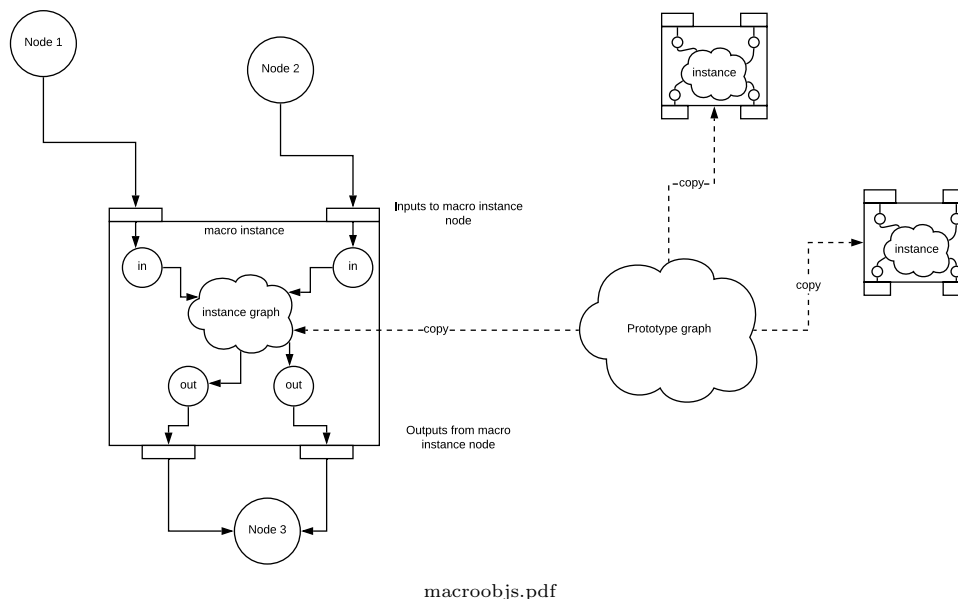 Node 1
Node 2
instance
copy
Inputs to macro instance
node
macro instance
in
in
instance
copy
instance graph
copy
Prototype graph
out
out
Outputs from macro
instance node
Node 3
macroobjs.pdf